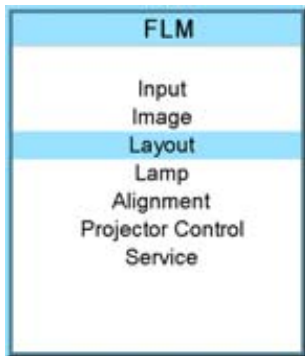 FLM
Input
Image
Layout
Lamp
Alignment
Projector Control
Service